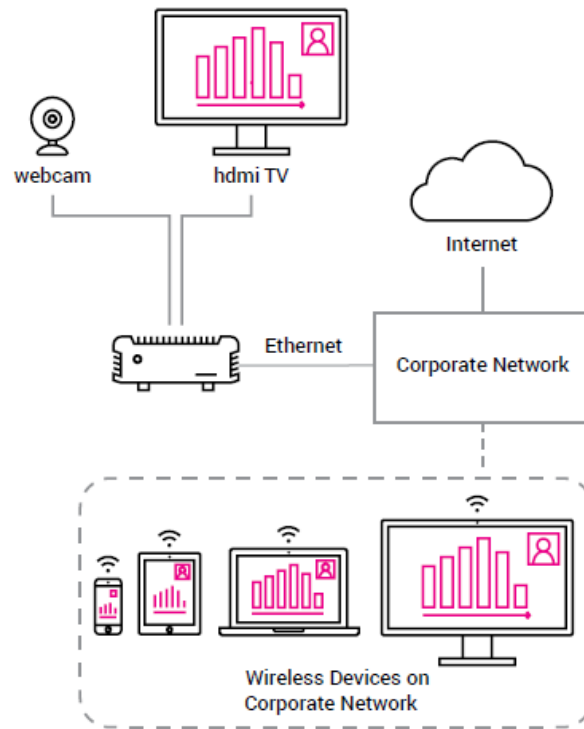 webcam
hdmi TV
Internet
Ethernet
Corporate Network
Wireless Devices on
Corporate Network